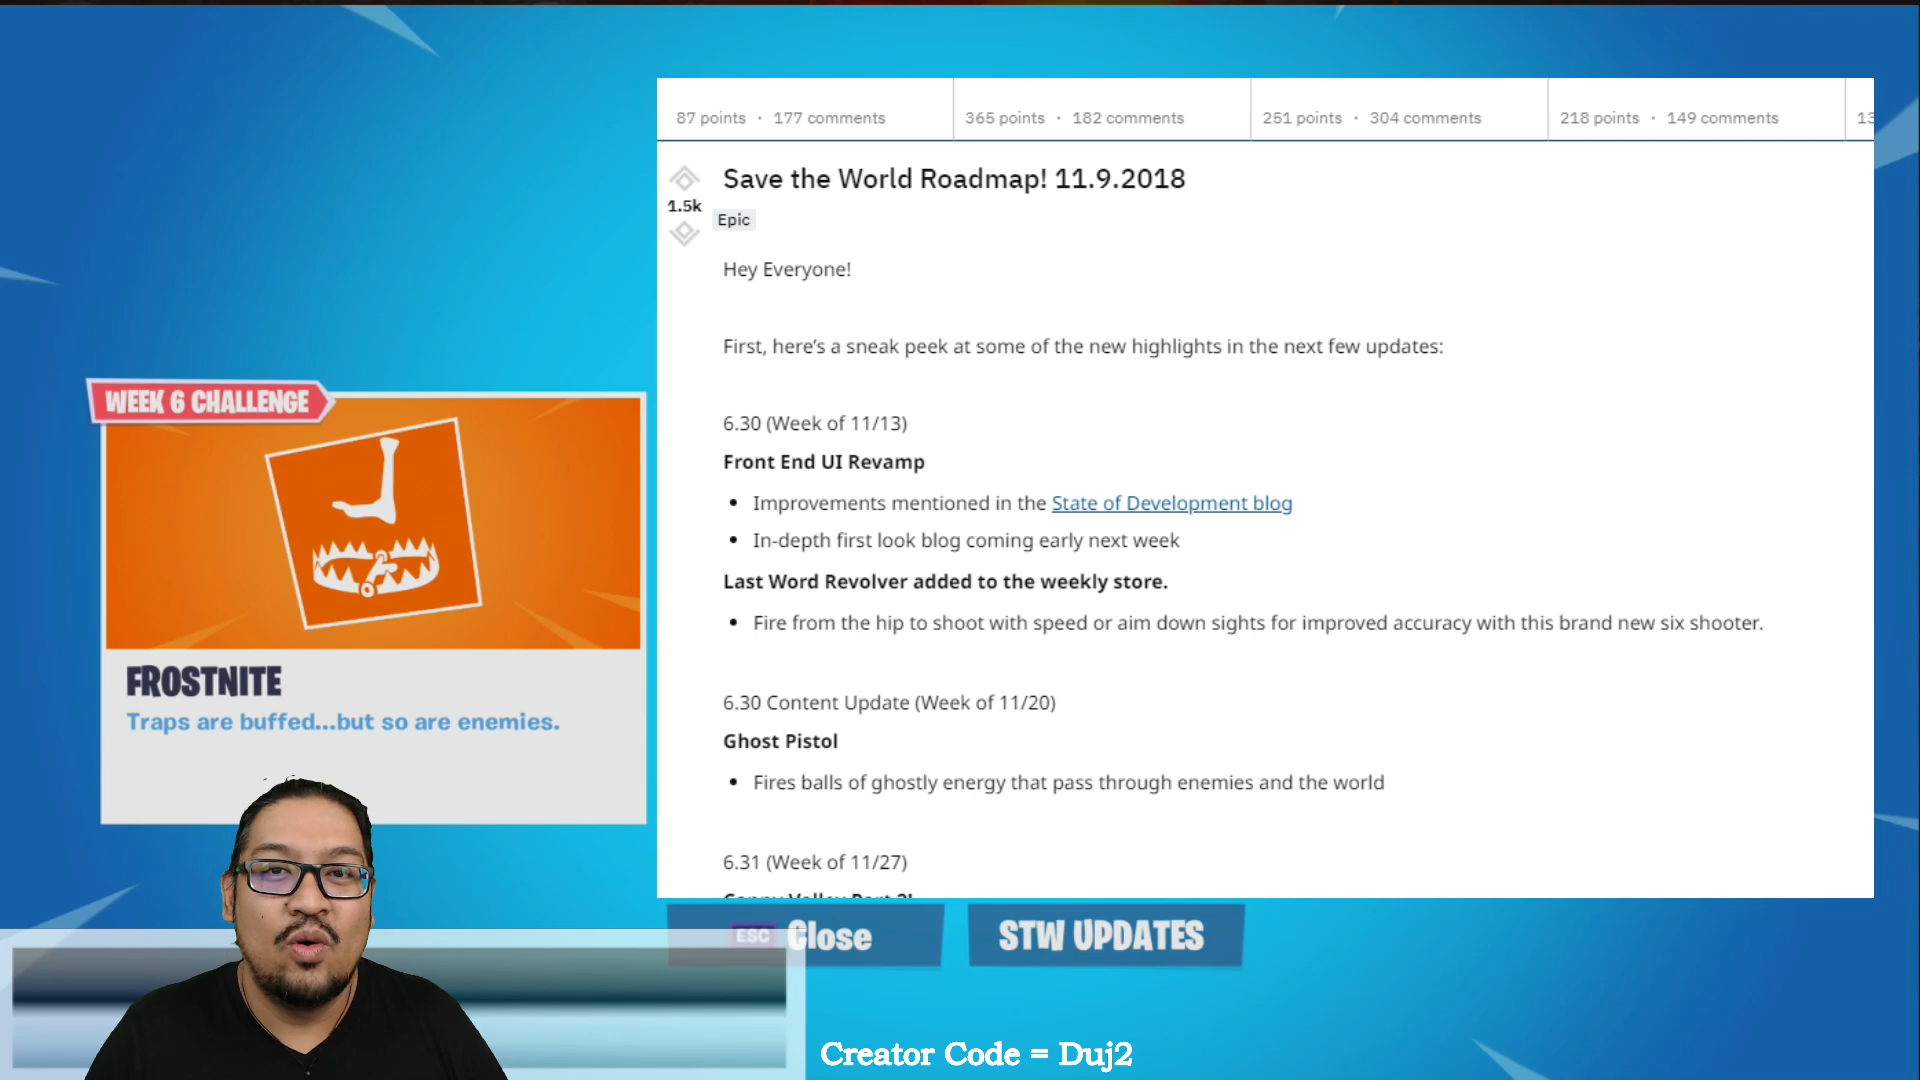 87 points · 177 comments
365 points · 182 comments
251 points · 304 comments
218 points · 149 comments
Save the World Roadmap! 11.9.2018
1.5k
Epic
Hey Everyone!
First, here's a sneak peek at some of the new highlights in the next few updates:
6.30 (Week of 11/13)
Front End UI Revamp
• Improvements mentioned in the State of Development blog
• In-depth first look blog coming early next week
Last Word Revolver added to the weekly store.
• Fire from the hip to shoot with speed or aim down sights for improved accuracy with this brand new six shooter.
6.30 Content Update (Week of 11/20)
Ghost Pistol
• Fires balls of ghostly energy that pass through enemies and the world
6.31 (Week of 11/27)
WEEK 6 CHALLENGE
FROSTNITE
Traps are buffed...but so are enemies.
ESC Close
STW UPDATES
Creator Code = Duj2